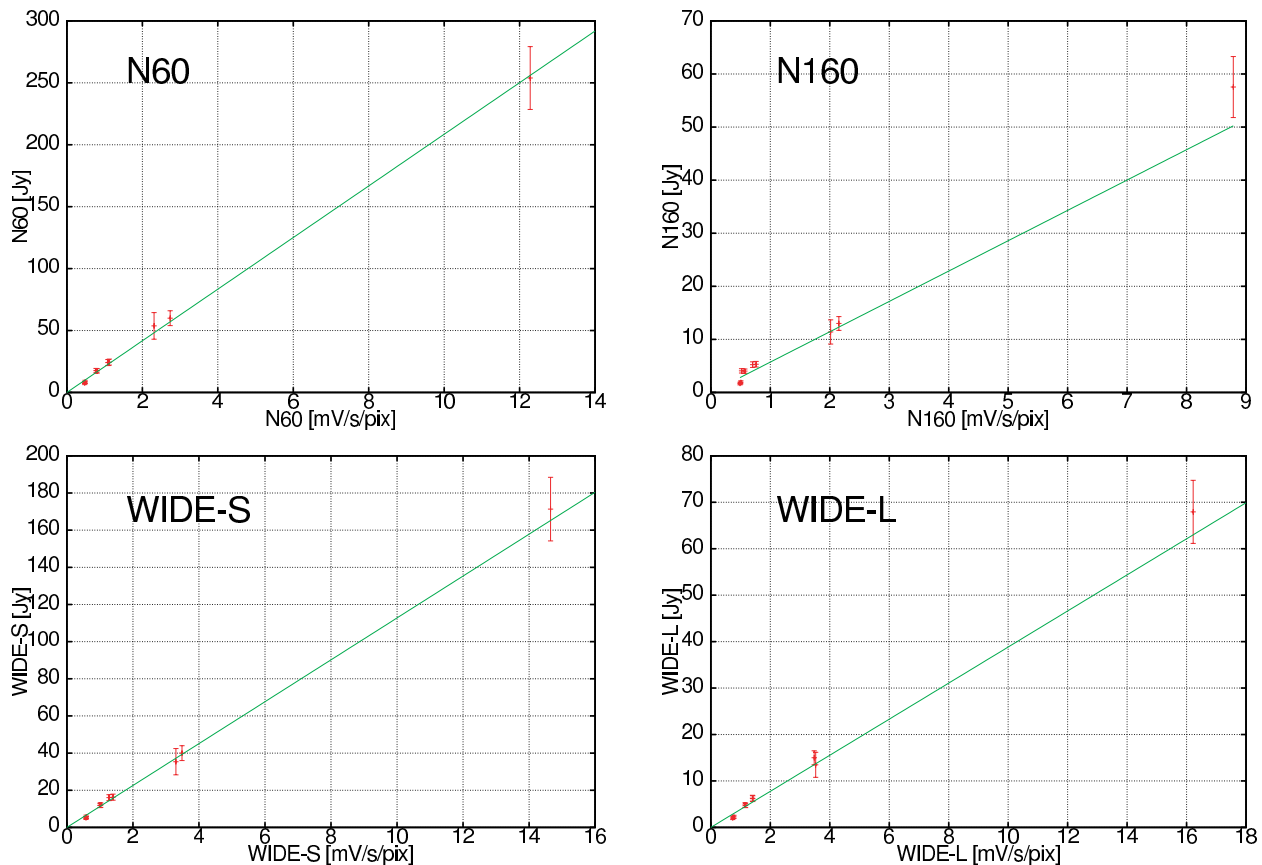 N60
N60 [Jy]
300
250
200
150
100
50
0
0 2 4 6 8 10 12 14
N60 [mV/s/pix]
N160
N160 [Jy]
70
60
50
40
30
20
10
0
0 1 2 3 4 5 6 7 8 9
N160 [mV/s/pix]
WIDE-S
WIDE-S [Jy]
200
180
160
140
120
100
80
60
40
20
0
0 2 4 6 8 10 12 14 16
WIDE-S [mV/s/pix]
WIDE-L
WIDE-L [Jy]
80
70
60
50
40
30
20
10
0
0 2 4 6 8 10 12 14 16 18
WIDE-L [mV/s/pix]